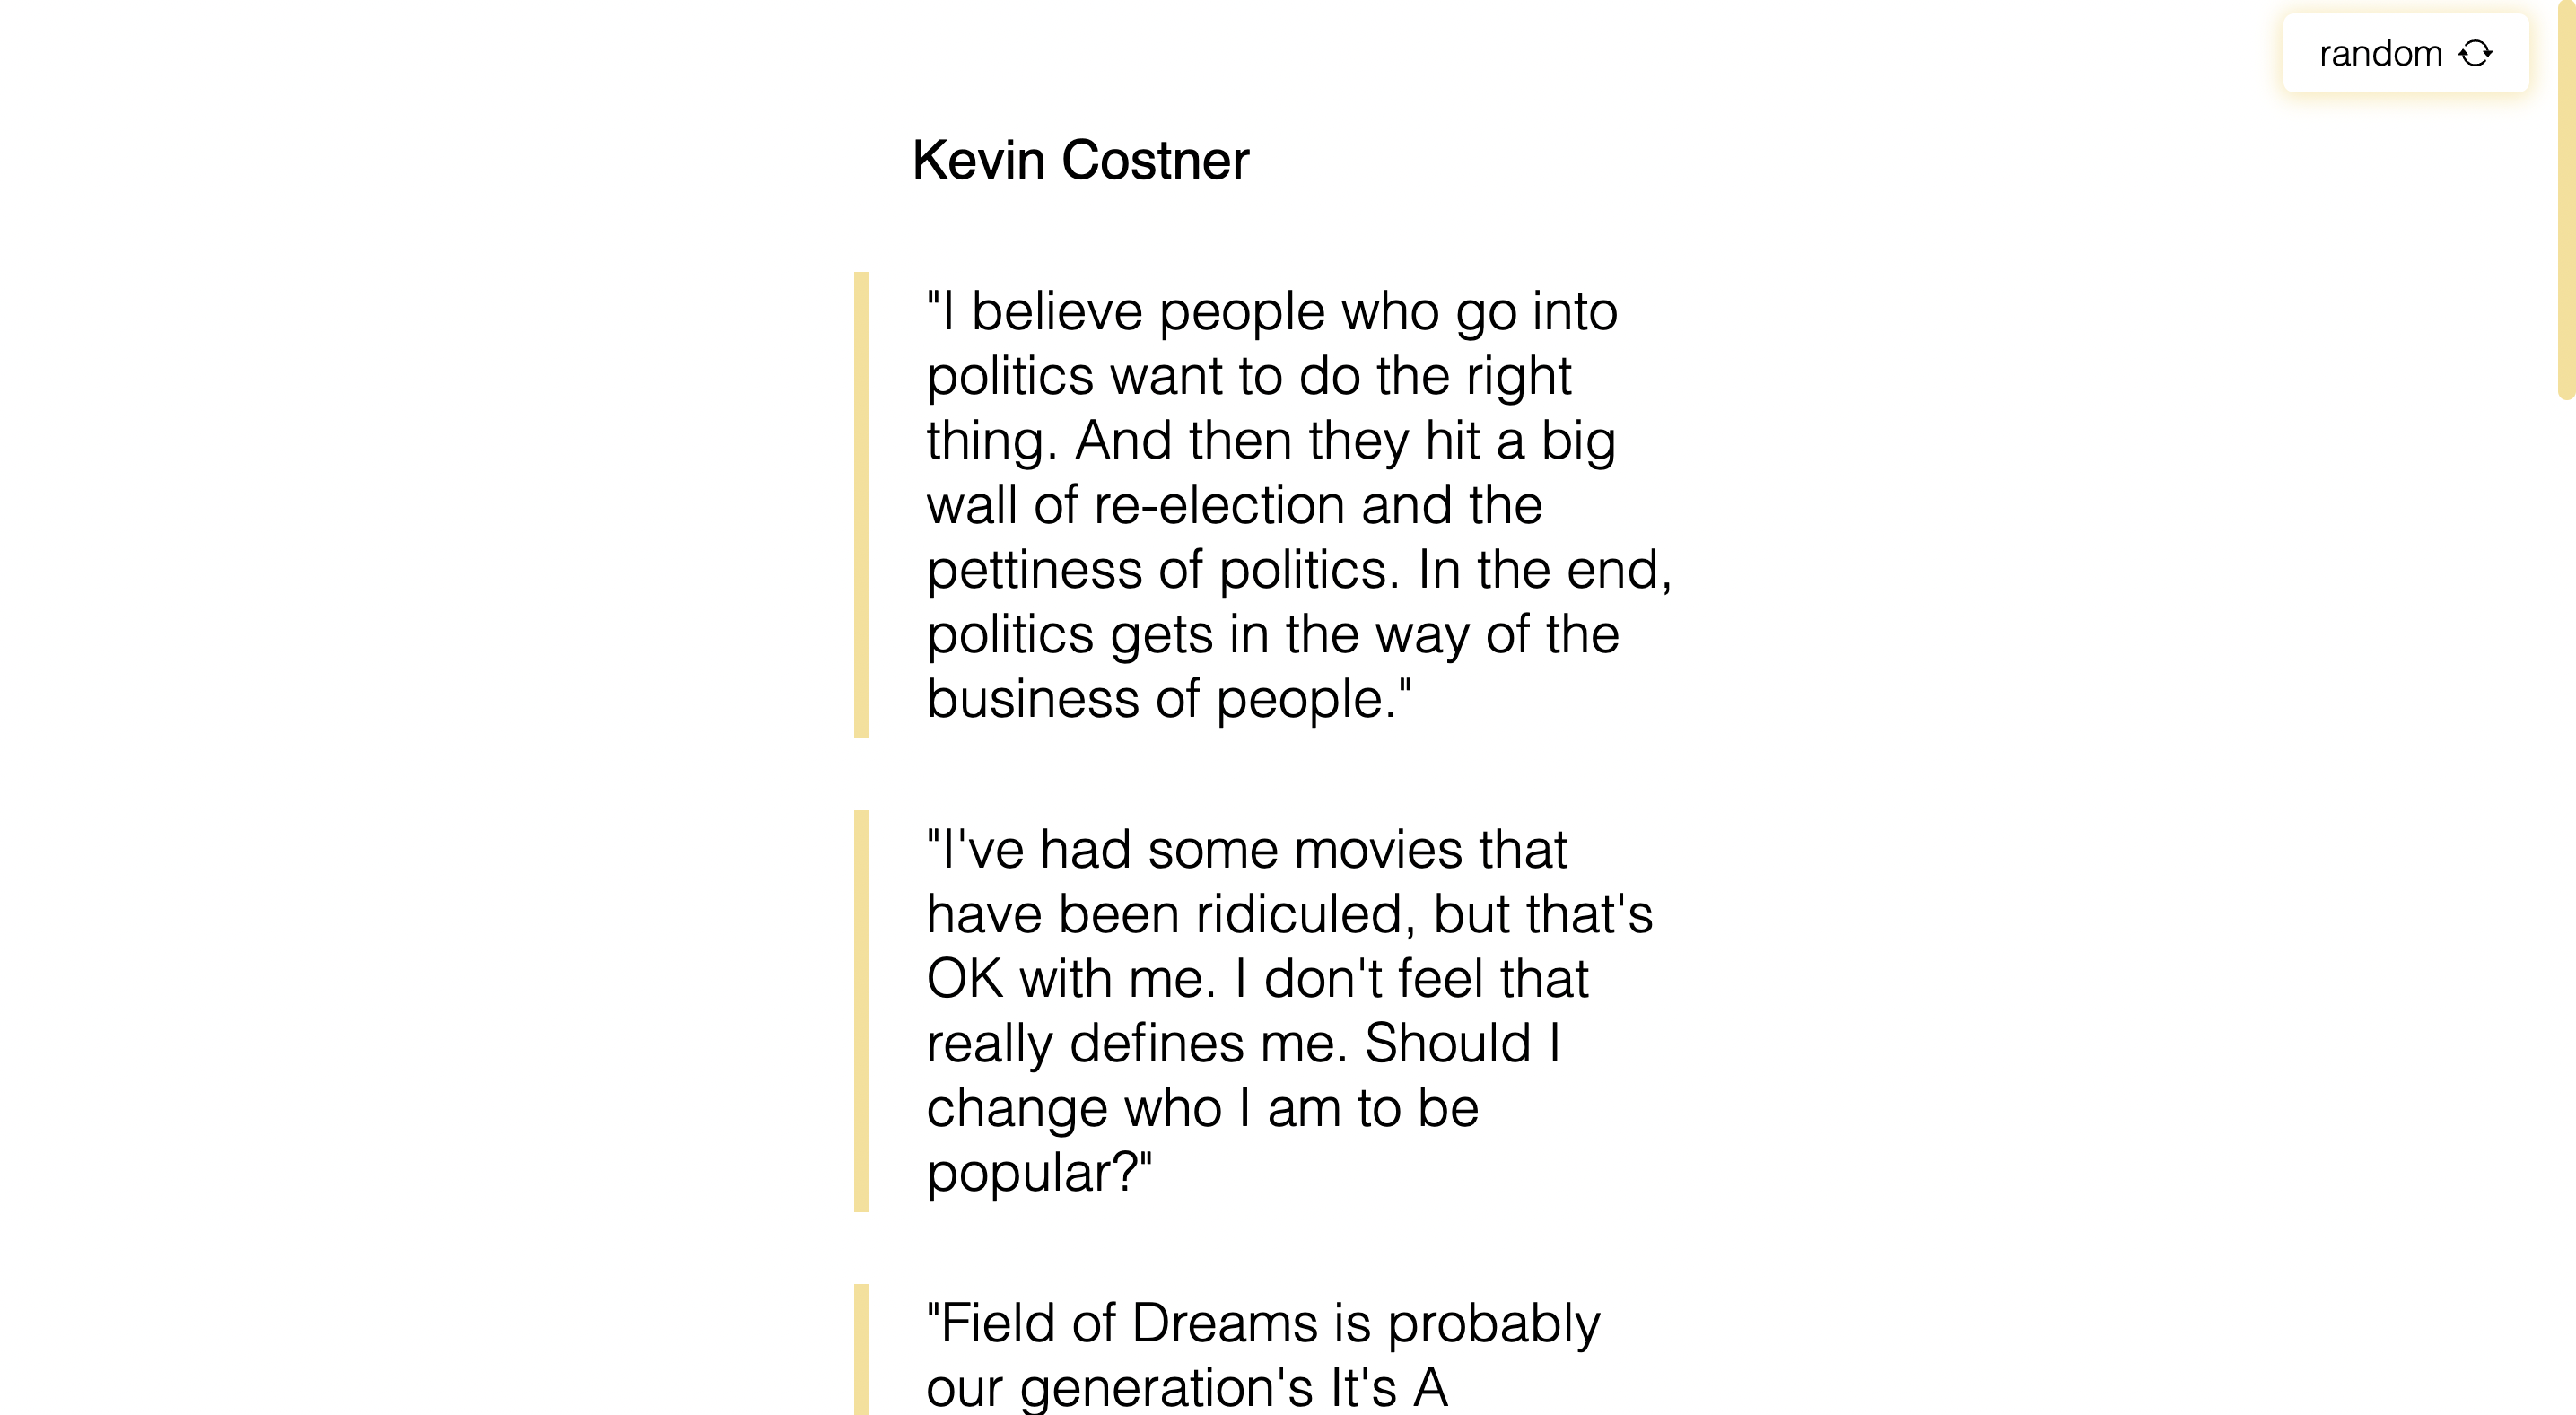 random
Kevin Costner
"I believe people who go into
politics want to do the right
thing. And then they hit a big
wall of re-election and the
pettiness of politics. In the end,
politics gets in the way of the
business of people."
"I've had some movies that
have been ridiculed, but that's
OK with me. I don't feel that
really defines me. Should I
change who I am to be
popular?"
"Field of Dreams is probably
our generation's It's A